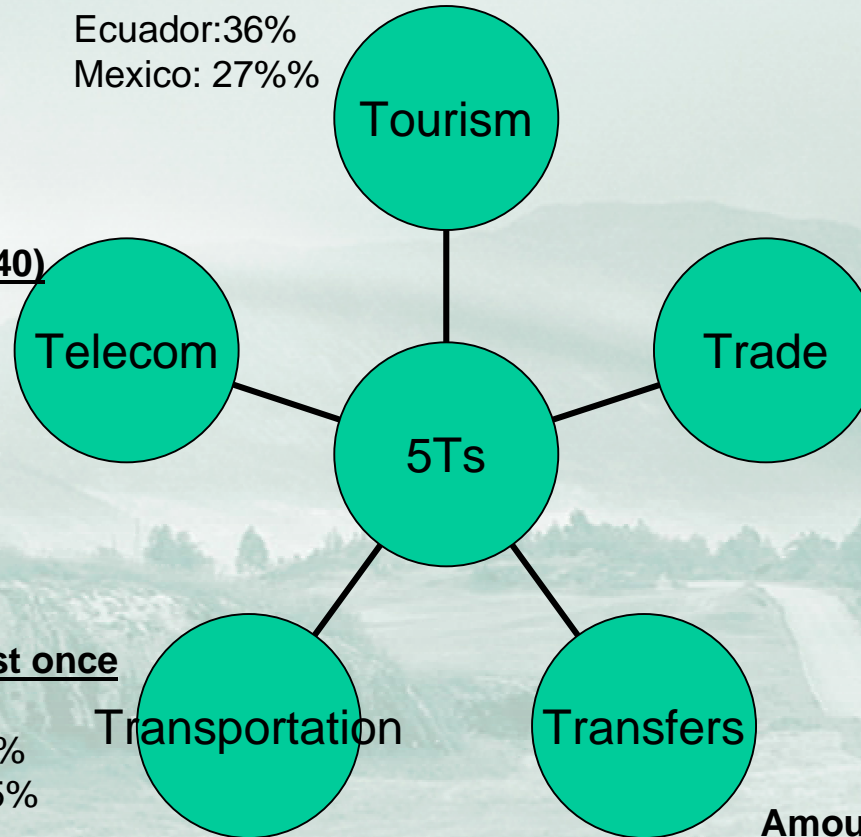 Ecuador:36%
Mexico: 27%%
Tourism
40)
Telecom
Trade
5Ts
st once
Transportation
Transfers
%
5%
Amou